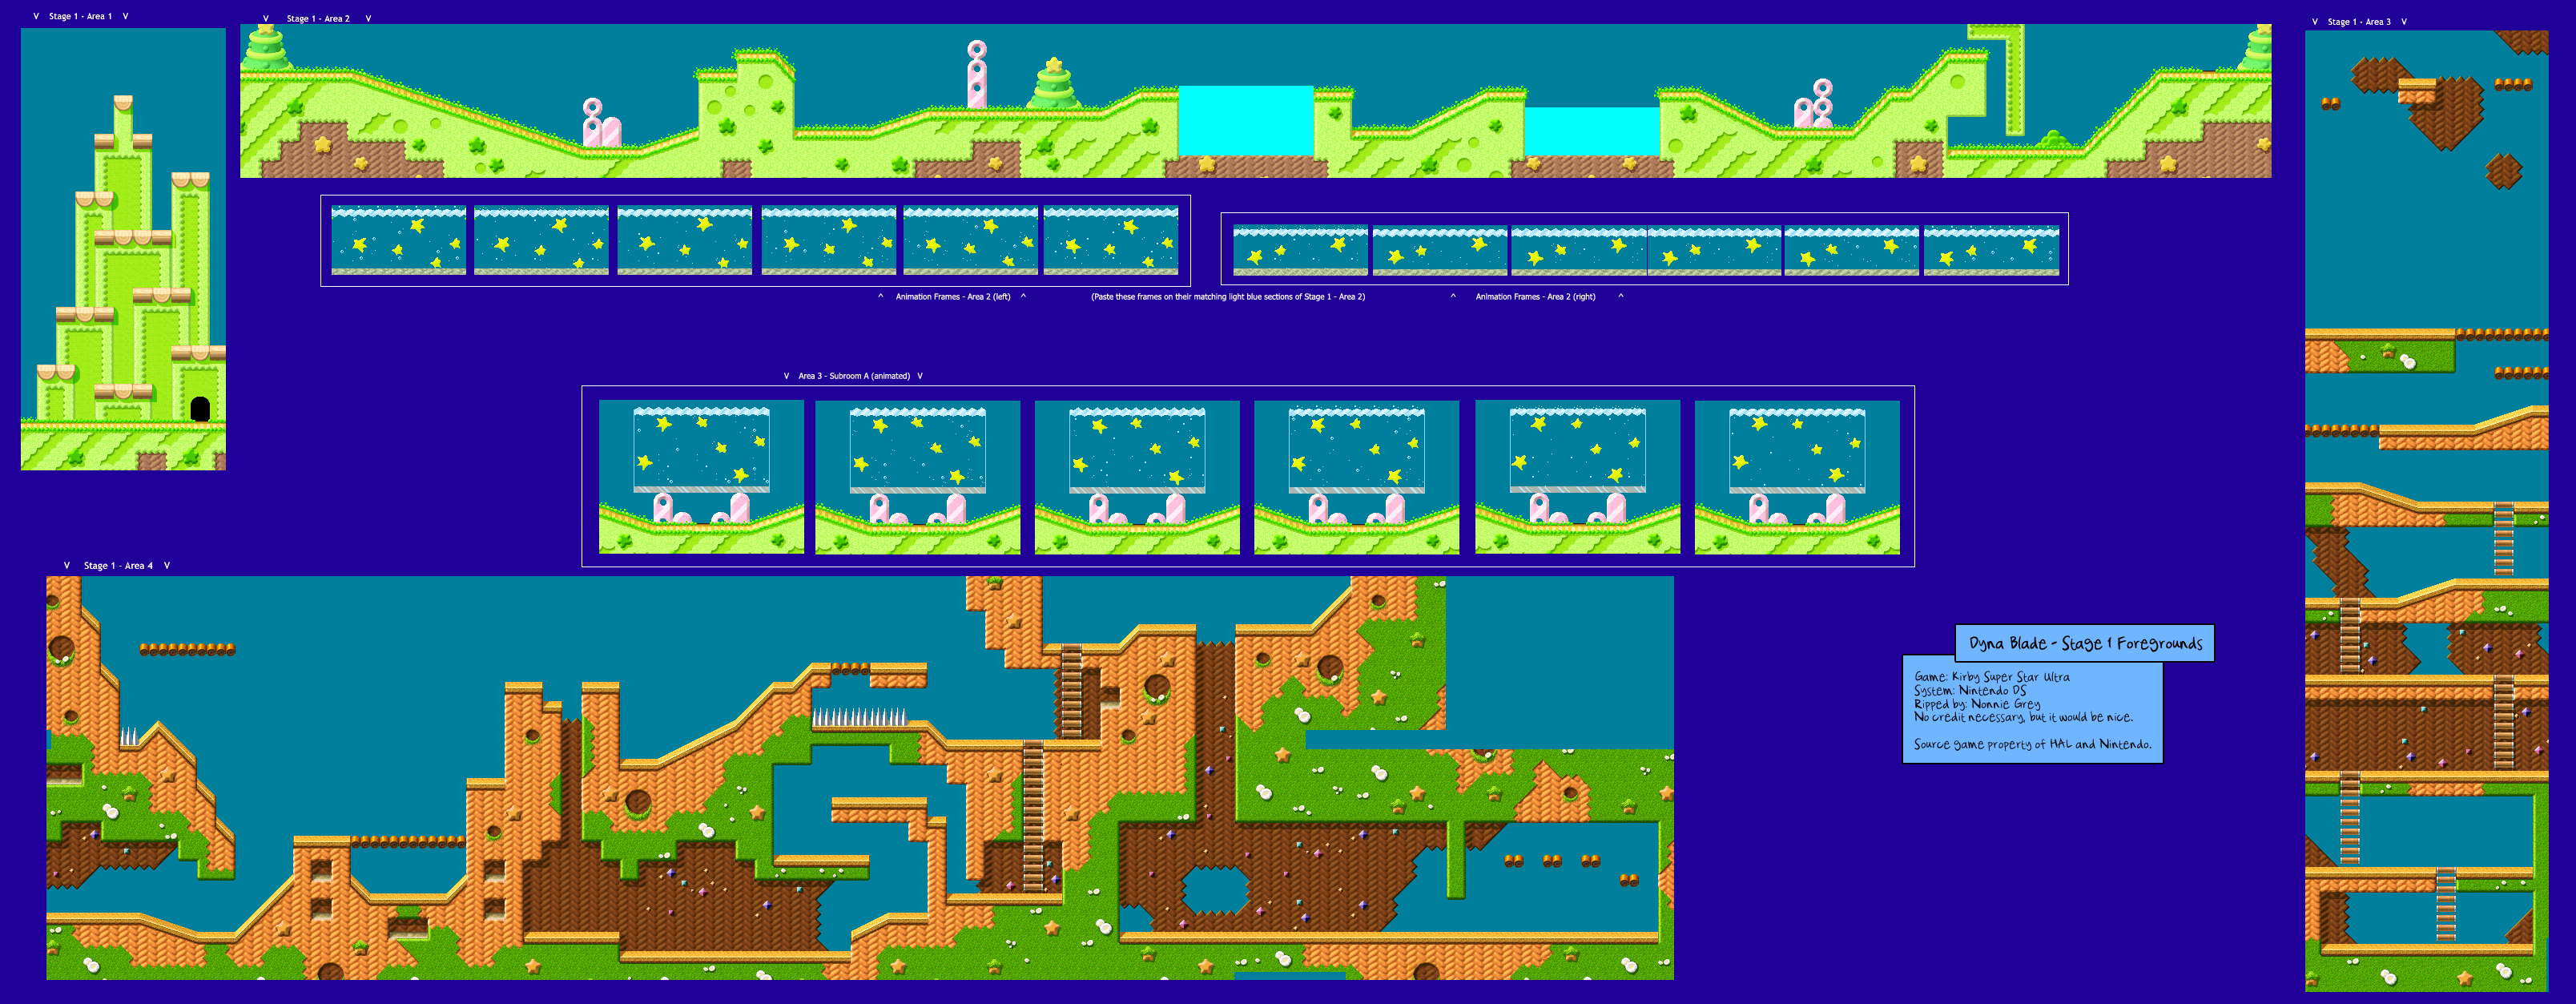 V Stage 1 - Area 1 V
V Stage 1 - Area 2 V
V Stage 1 - Area 3 V
^ Animation Frames - Area 2 (left) ^
(Paste these frames on their matching light blue sections of Stage 1 - Area 2)
^ Animation Frames - Area 2 (right) ^
V Area 3 - Subroom A (animated) V
V Stage 1 - Area 4 V
Dyna Blade - Stage 1 Foregrounds
Game: Kirby Super Star Ultra
System: Nintendo DS
Ripped by: Nonnie Grey
No credit necessary, but it would be nice.
Source game property of HAL and Nintendo.